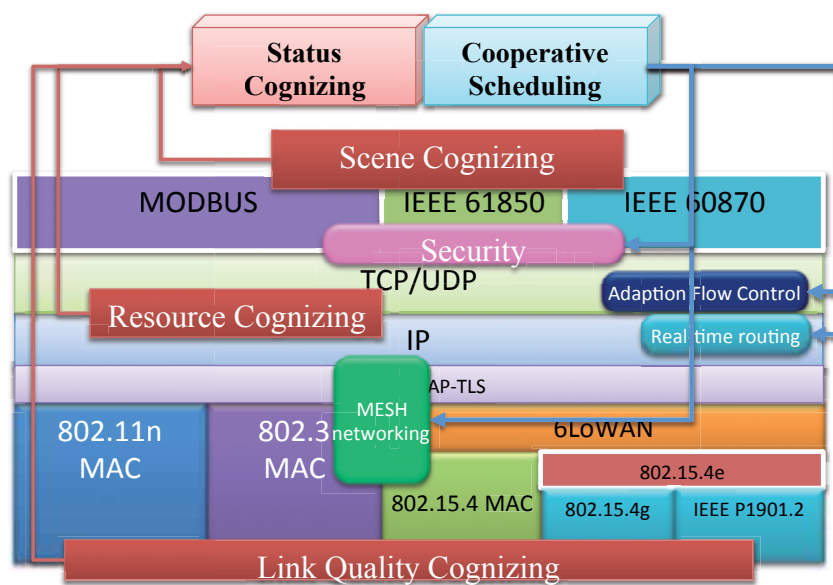 Status
Cognizing
Cooperative
Scheduling
Scene Cognizing
MODBUS
IEEE 61850
IEEE 60870
Security
TCP/UDP
Adaption Flow Control
Resource Cognizing
Real-time routing
IP
AP-TLS
MESH
networking
802.11n
MAC
802.3
MAC
6LoWAN
802.15.4e
802.15.4 MAC
802.15.4g
IEEE P1901.2
Link Quality Cognizing